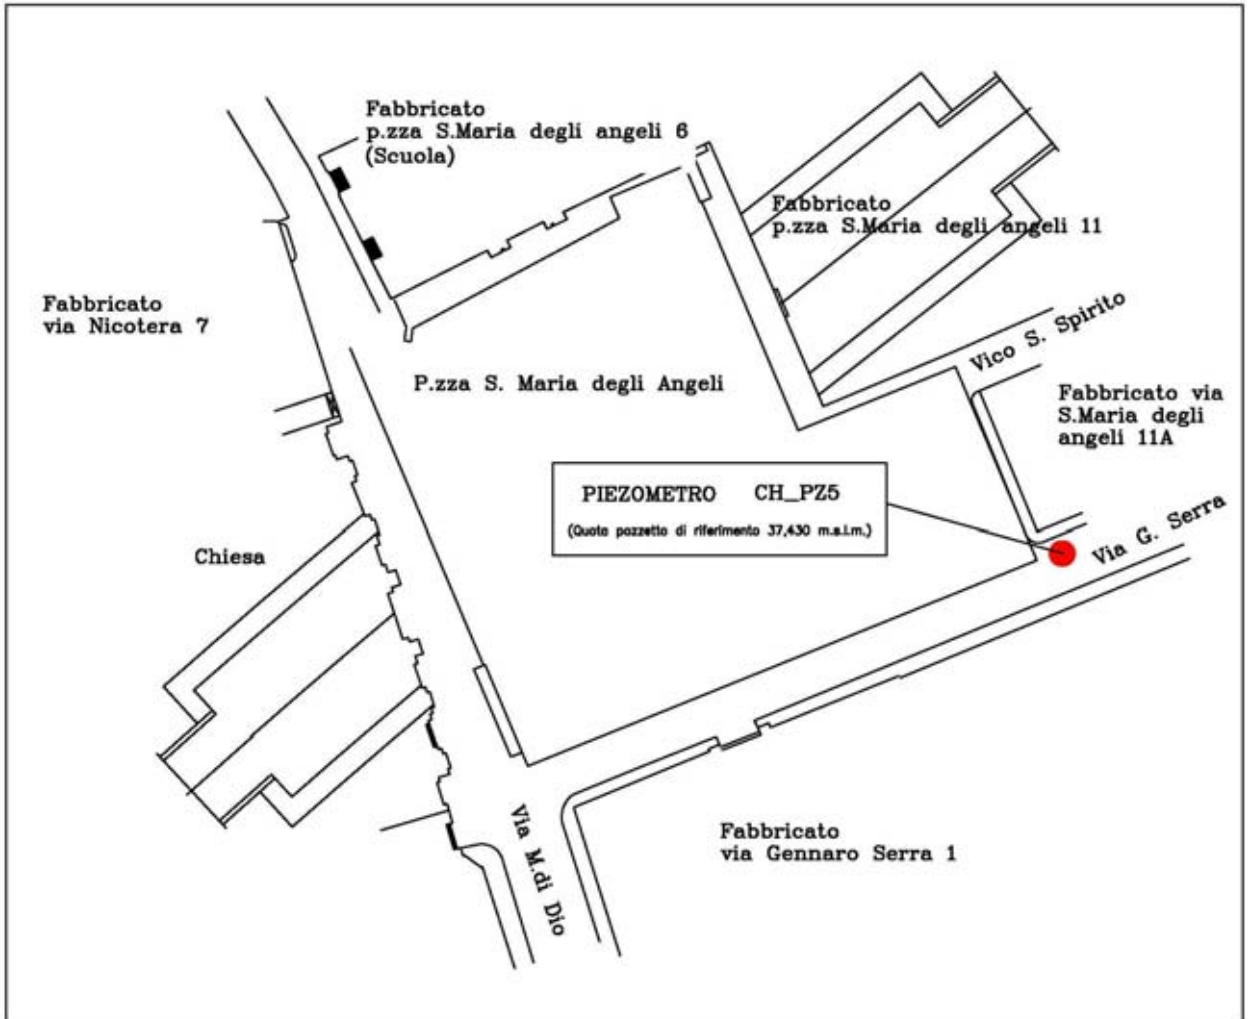 Fabbricato
p.zza S.Maria degli angeli 6
(Scuola)
Fabbricato
p.zza S.Maria degli angeli 11
Fabbricato
via Nicotera 7
Vico S. Spirito
P.zza S. Maria degli Angeli
Fabbricato via
S.Maria degli
angeli 11A
PIEZOMETRO CH_PZ5
(Quota pozzetto di riferimento 37,430 m.s.l.m.)
Via G. Serra
Chiesa
Via M.di Dio
Fabbricato
via Gennaro Serra 1